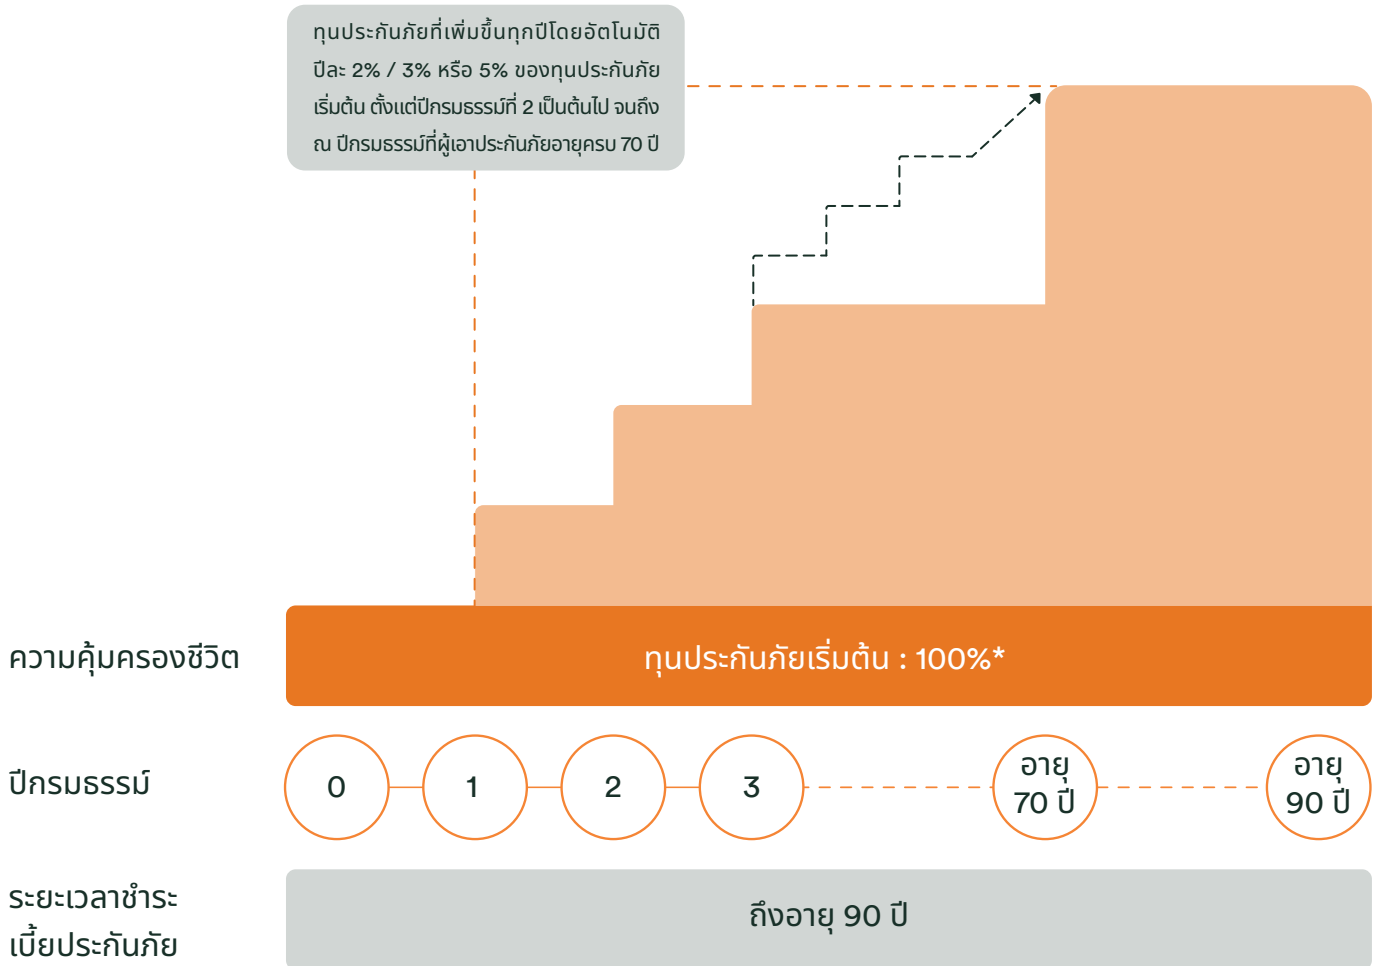 ทุนประกันภัยที่เพิ่มขึ้นทุกปีโดยอัตโนมัติ
ปีละ 2% / 3% หรือ 5% ของทุนประกันภัย
เริ่มต้น ตั้งแต่ปีกรมธรรม์ที่ 2 เป็นต้นไป จนถึง
ณ ปีกรมธรรม์ที่ผู้เอาประกันภัยอายุครบ 70 ปี
ความคุ้มครองชีวิต
ทุนประกันภัยเริ่มต้น : 100%*
ปีกรมธรรม์
0
1
2
3
อายุ
70 ปี
อายุ
90 ปี
ระยะเวลาชำระ
เบี้ยประกันภัย
ถึงอายุ 90 ปี